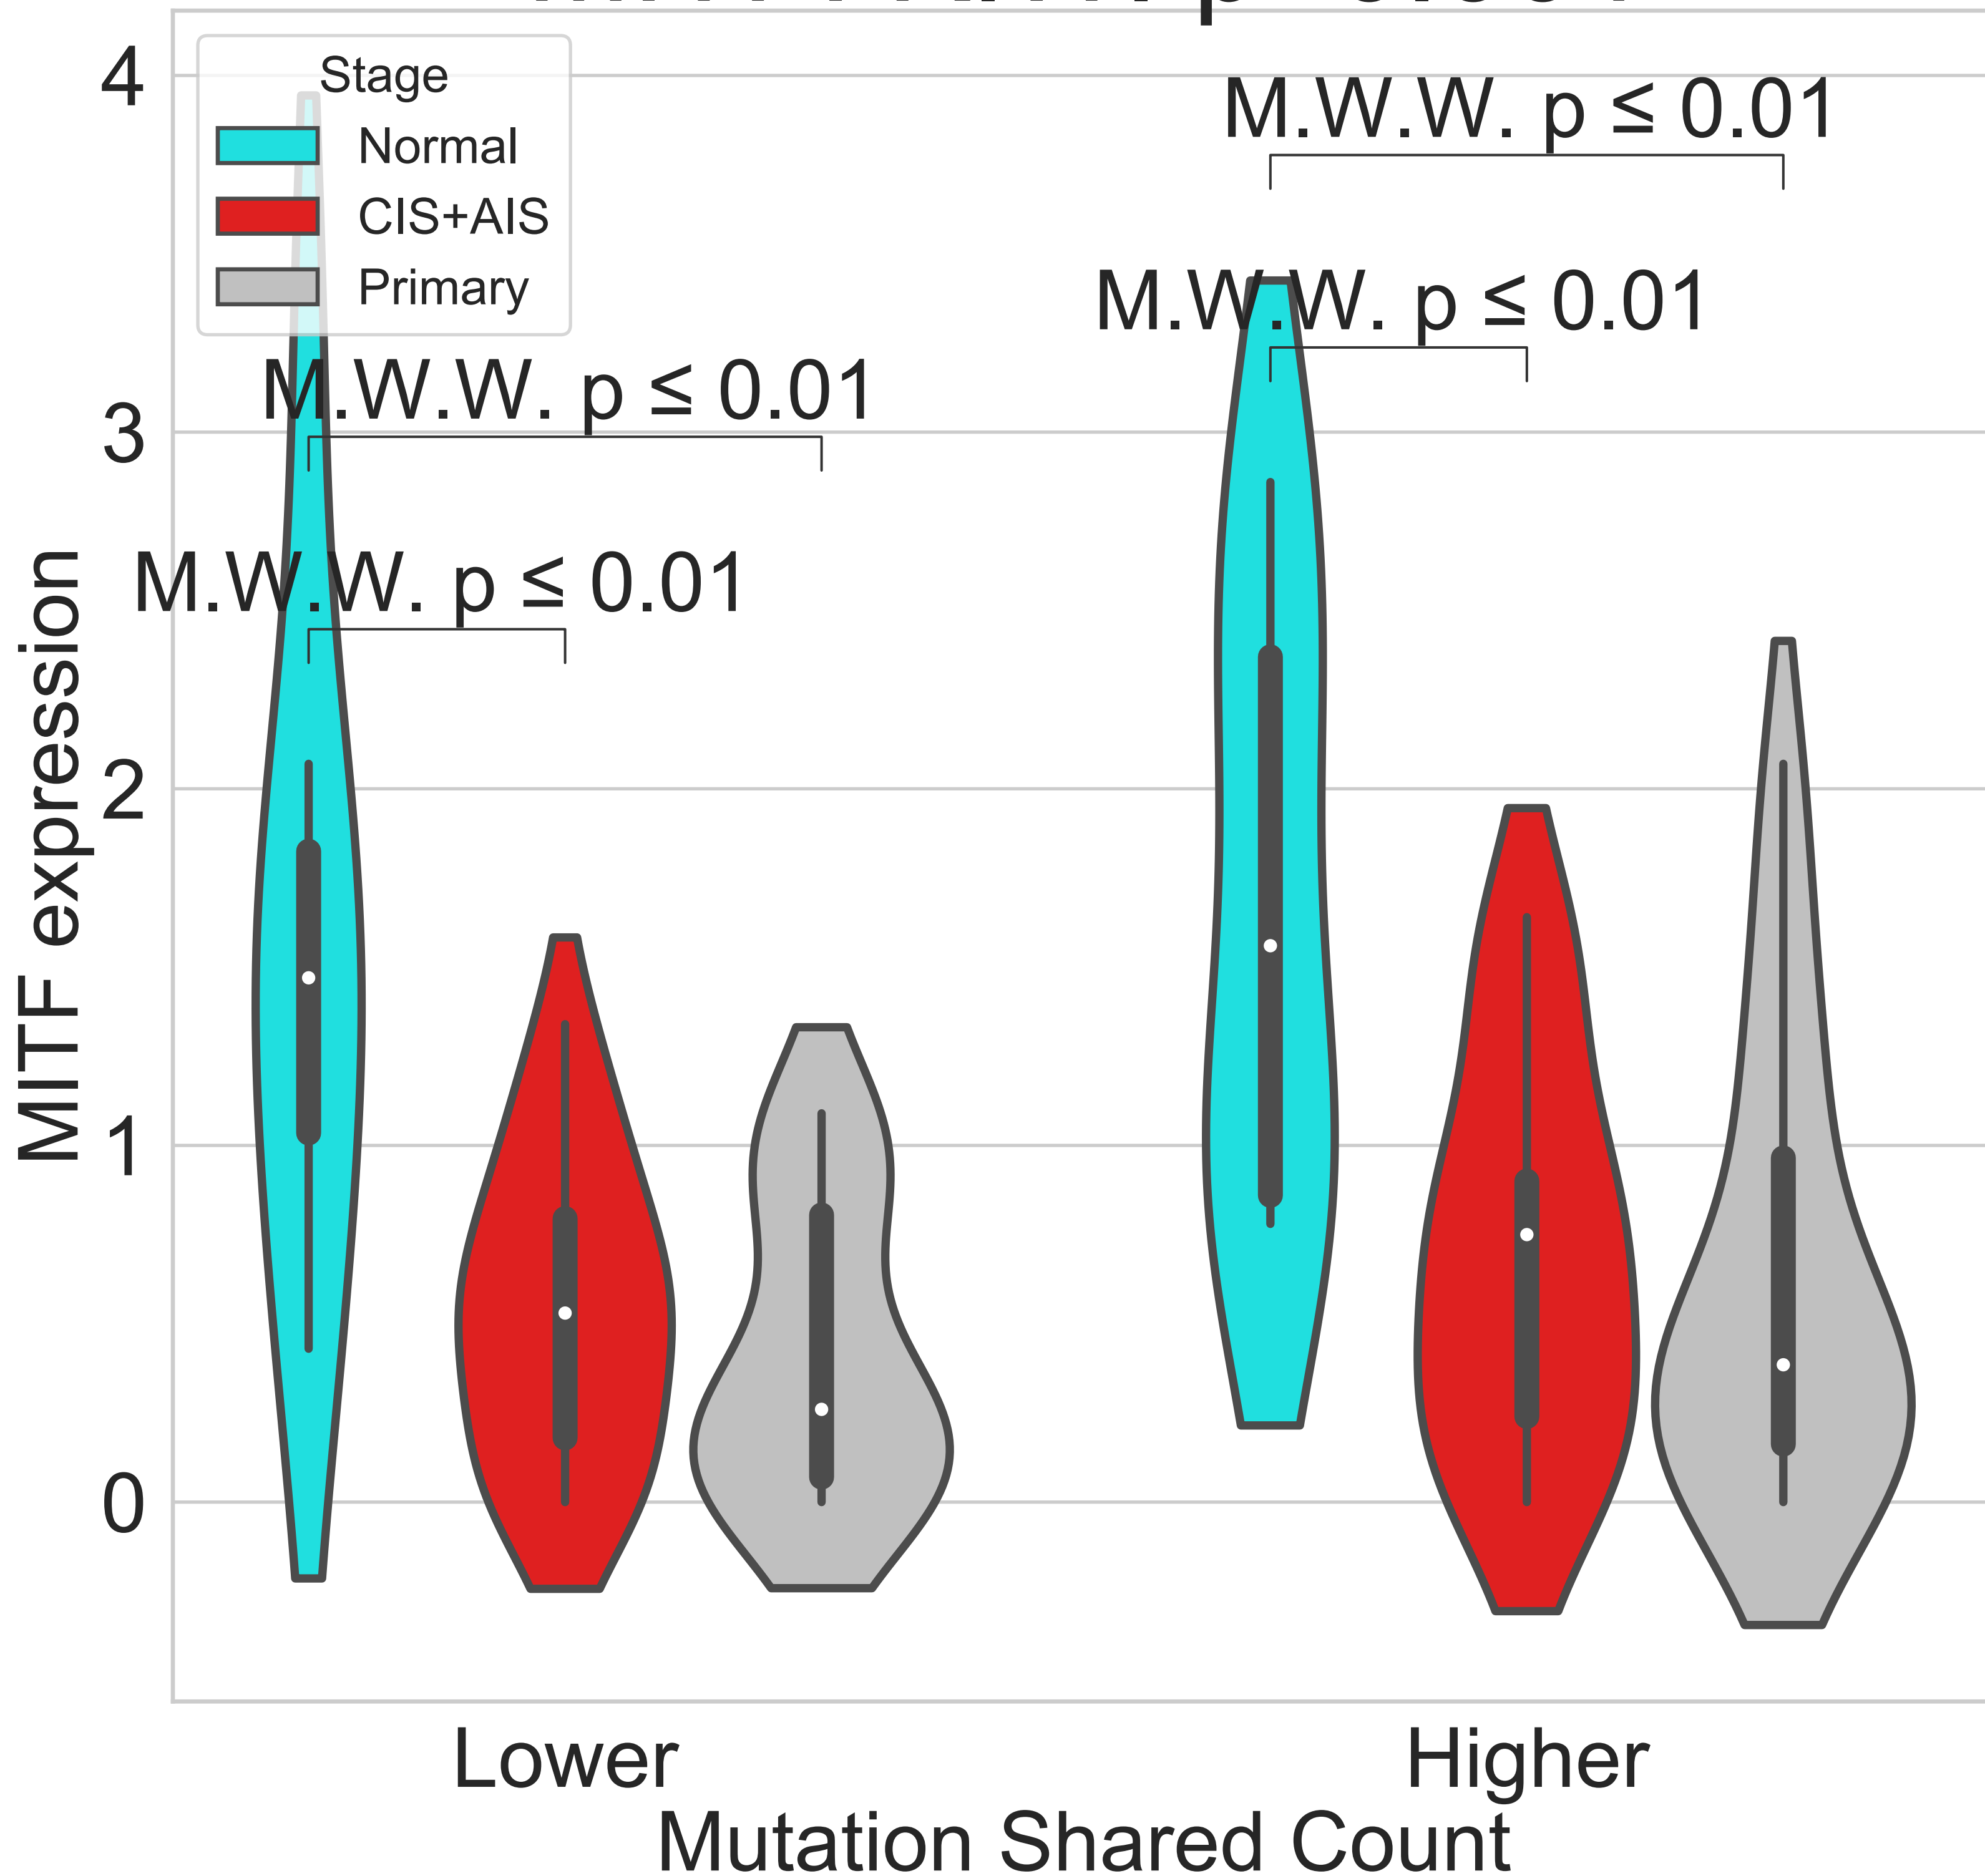 4
Stage
Normal
CIS+AIS
Primary
M.W.W. p ≤ 0.01
M.W.W. p ≤ 0.01
M.W.W. p ≤ 0.01
3
M.W.W. p ≤ 0.01
2
1
0
MITF expression
Lower
Higher
Mutation Shared Count